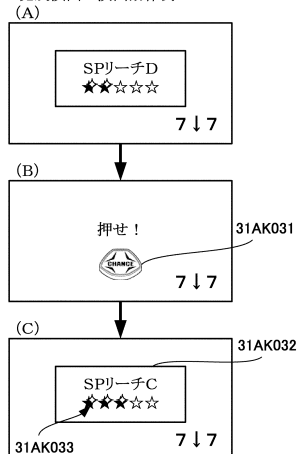 (A)
SPリーチD
★★☆☆☆
7↓7
(B)
押せ！
31AK031
CHANCE
7↓7
(C)
31AK032
SPリーチC
★★★☆☆
7↓7
31AK033